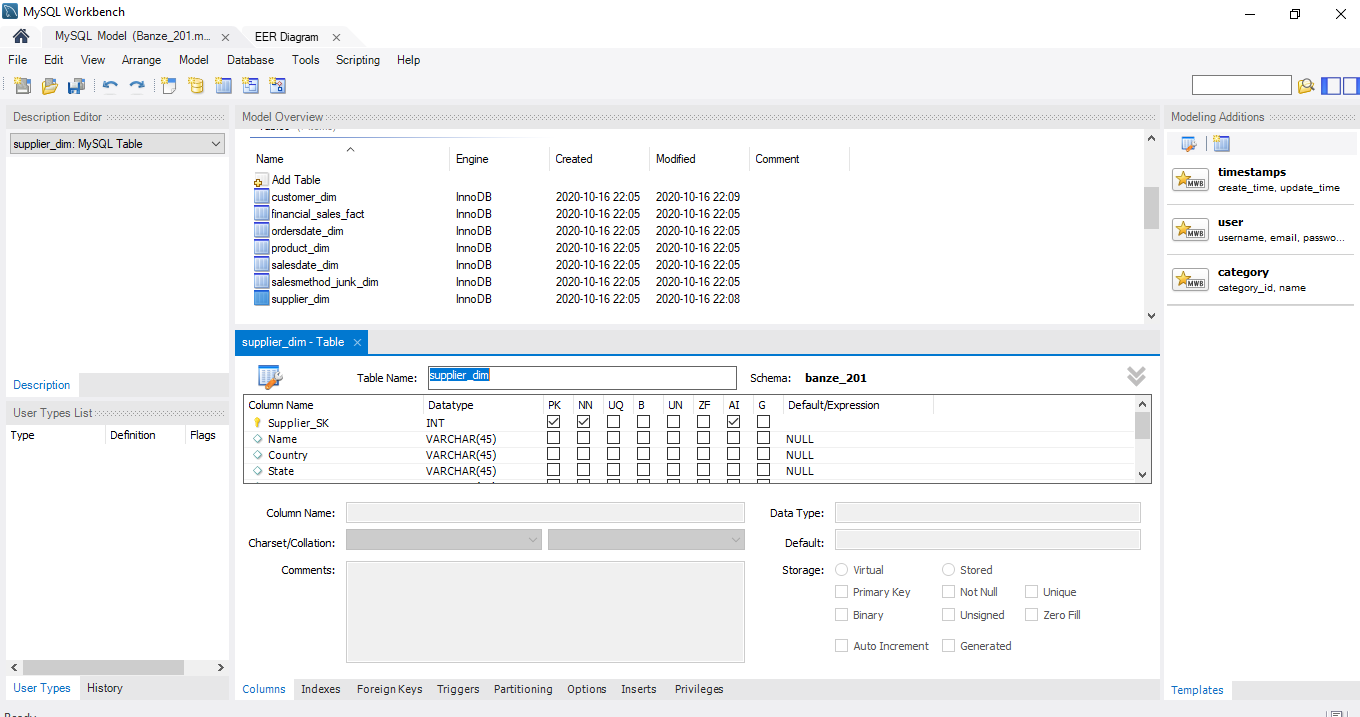 MySQL Workbench
MySQL Model (Banze_201.m...
EER Diagram
File Edit View Arrange Model Database Tools Scripting Help
Description Editor
supplier_dim: MySQL Table
Description
User Types List
Type Definition Flags
User Types History
Model Overview
Name Engine Created Modified Comment
Add Table
customer_dim InnoDB 2020-10-16 22:05 2020-10-16 22:09
financial_sales_fact InnoDB 2020-10-16 22:05 2020-10-16 22:05
ordersdate_dim InnoDB 2020-10-16 22:05 2020-10-16 22:05
product_dim InnoDB 2020-10-16 22:05 2020-10-16 22:05
salesdate_dim InnoDB 2020-10-16 22:05 2020-10-16 22:05
salesmethod_junk_dim InnoDB 2020-10-16 22:05 2020-10-16 22:05
supplier_dim InnoDB 2020-10-16 22:05 2020-10-16 22:08
supplier_dim - Table
Table Name: supplier_dim Schema: banze_201
Column Name Datatype PK NN UQ B UN ZF AI G Default/Expression
Supplier_SK INT
Name VARCHAR(45) NULL
Country VARCHAR(45) NULL
State VARCHAR(45) NULL
Column Name: Data Type:
Charset/Collation: Default:
Comments: Storage: Virtual Stored
Primary Key Not Null Unique
Binary Unsigned Zero Fill
Auto Increment Generated
Columns Indexes Foreign Keys Triggers Partitioning Options Inserts Privileges
Modeling Additions
MWB
timestamps
create_time, update_time
MWB
user
username, email, passwo...
MWB
category
category_id, name
Templates